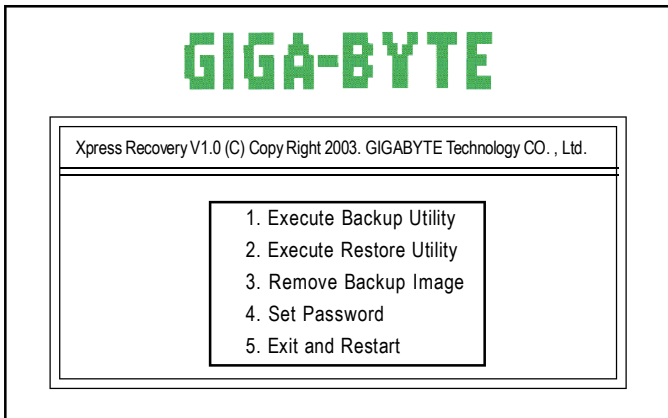 GIGA-BYTE
Xpress Recovery V1.0 (C) Copy Right 2003. GIGABYTE Technology CO. , Ltd.
1. Execute Backup Utility
2. Execute Restore Utility
3. Remove Backup Image
4. Set Password
5. Exit and Restart